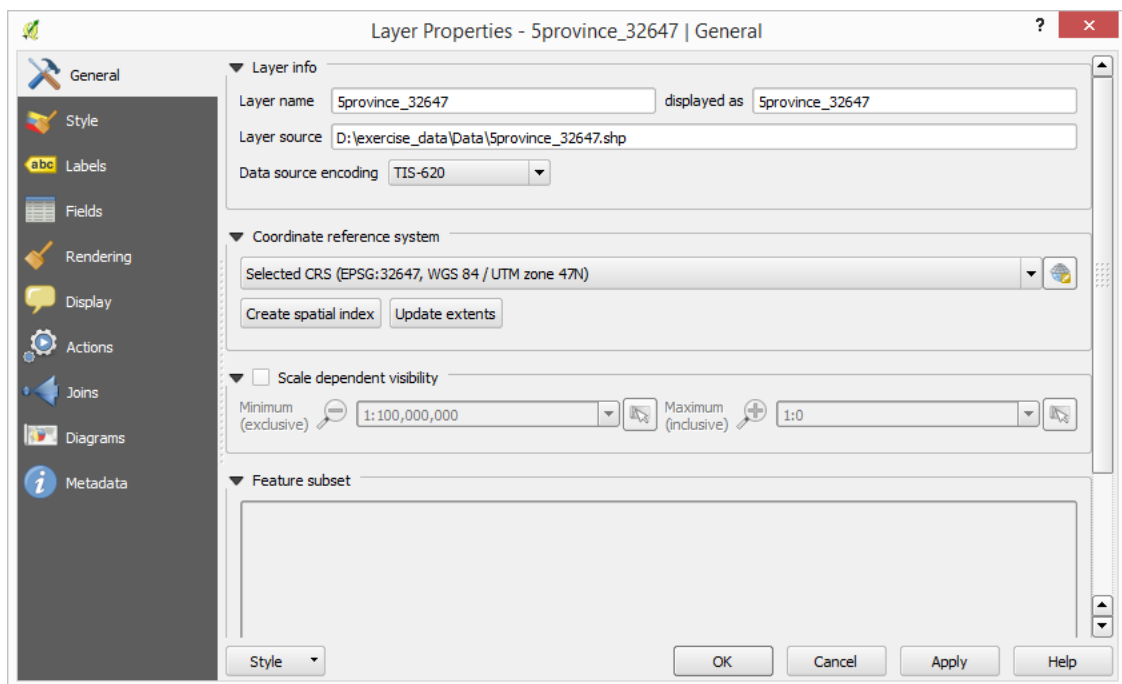 Layer Properties - 5province_32647 | General
?
General
Style
abc Labels
Fields
Rendering
Display
Actions
Joins
Diagrams
Metadata
Layer info
Layer name 5province_32647 displayed as 5province_32647
Layer source D:\exercise_data\Data\5province_32647.shp
Data source encoding TIS-620
Coordinate reference system
Selected CRS (EPSG:32647, WGS 84 / UTM zone 47N)
Create spatial index Update extents
Scale dependent visibility
Minimum
(exclusive) 1:100,000,000
Maximum
(inclusive) 1:0
Feature subset
Style OK Cancel Apply Help